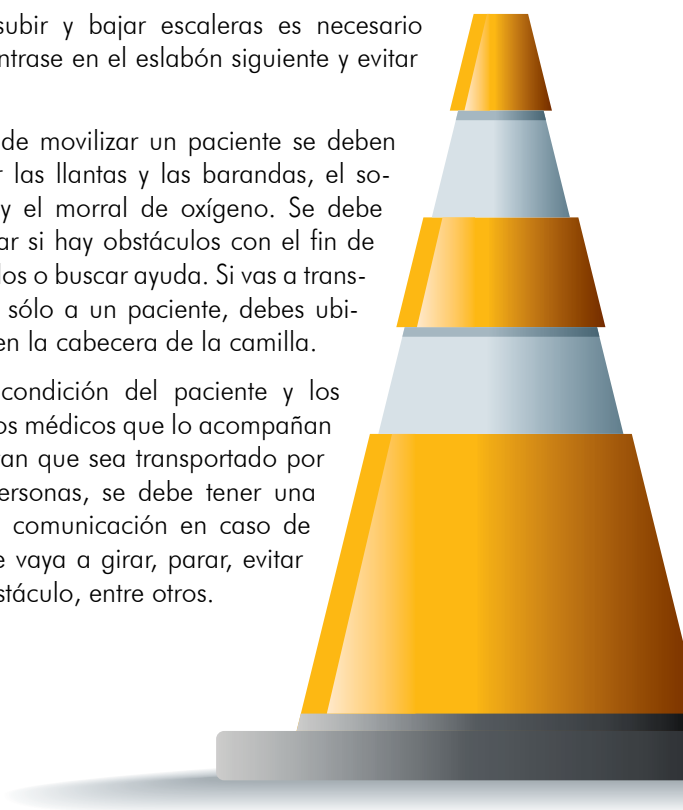 subir y bajar escaleras es necesario
ntrase en el eslabón siguiente y evitar
de movilizar un paciente se deben
las llantas y las barandas, el so-
y el morral de oxígeno. Se debe
ar si hay obstáculos con el fin de
los o buscar ayuda. Si vas a trans-
sólo a un paciente, debes ubi-
en la cabecera de la camilla.
condición del paciente y los
os médicos que lo acompañan
an que sea transportado por
ersonas, se debe tener una
comunicación en caso de
e vaya a girar, parar, evitar
stáculo, entre otros.